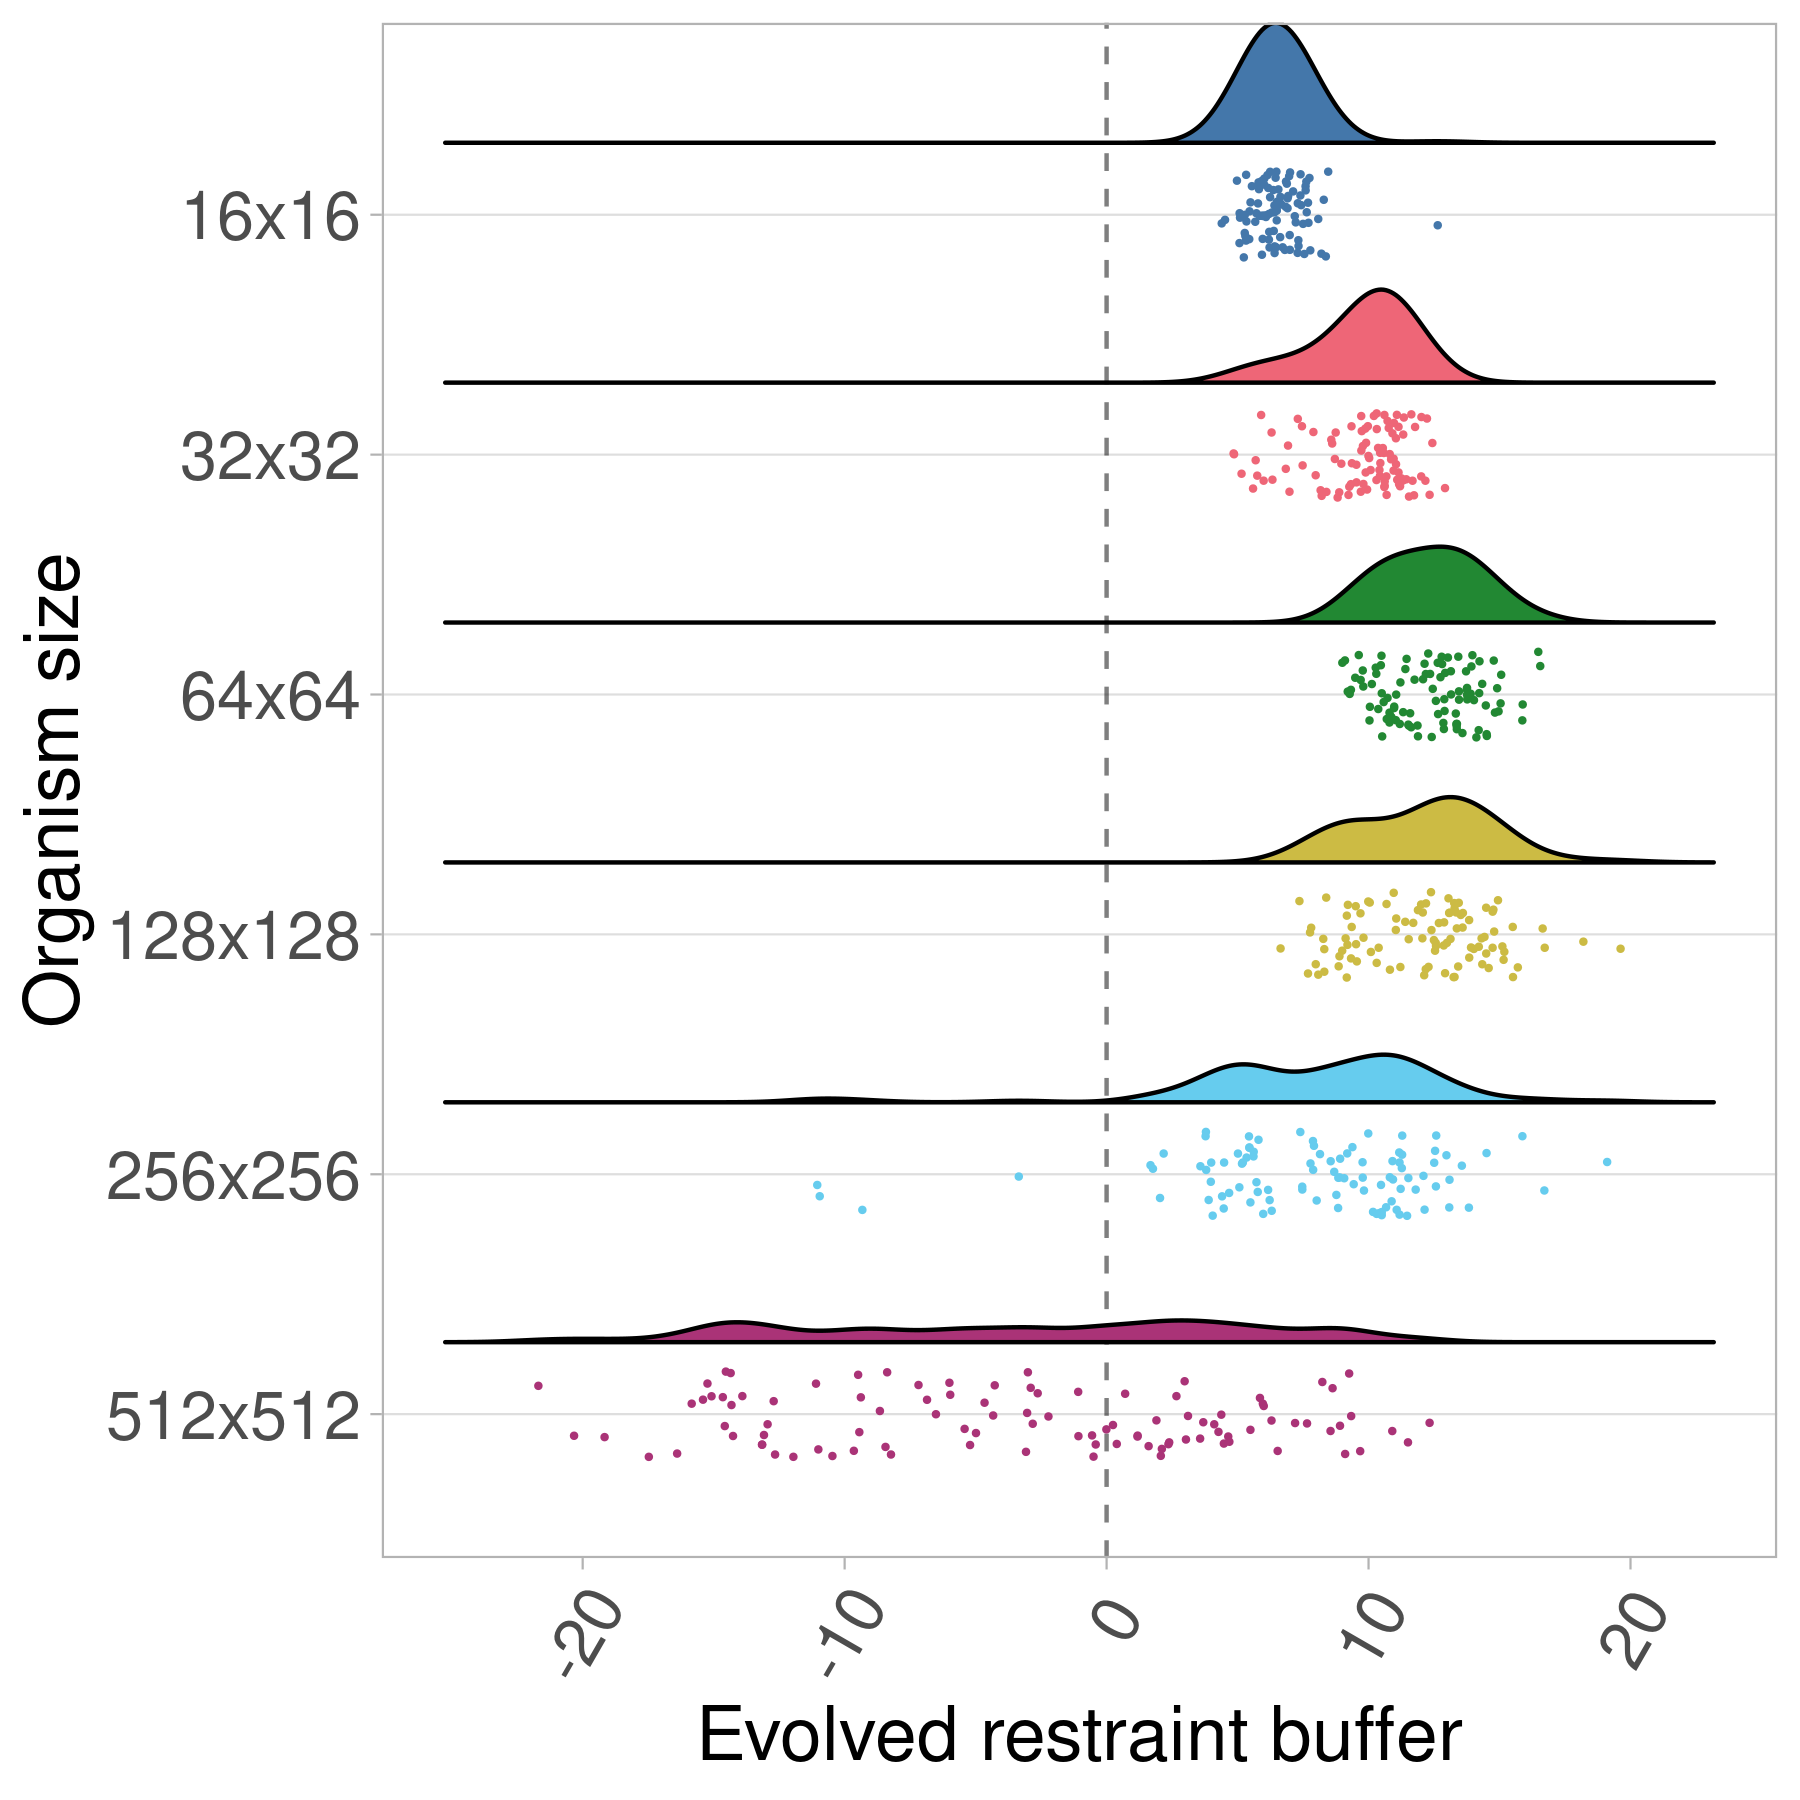 Organism size
16x16
32x32
64x64
128x128
256x256
512x512
-20
-10
0
10
20
Evolved restraint buffer